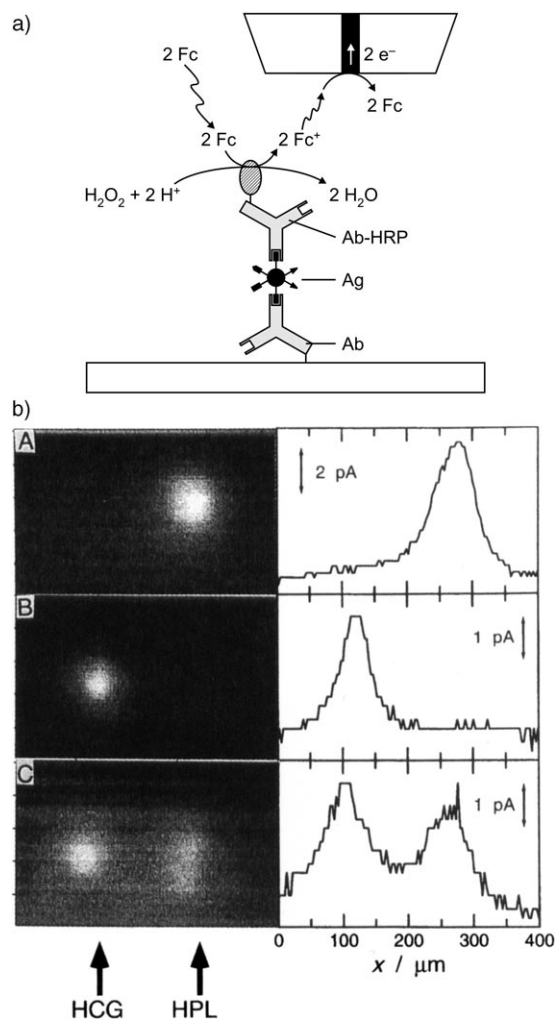 a)
2 Fc
2 e⁻
2 Fc
2 Fc
2 Fc⁺
H₂O₂ + 2 H⁺
2 H₂O
Ab-HRP
Ag
Ab
b)
A
2 pA
B
1 pA
C
1 pA
0 100 200 300 400
x / μm
HCG
HPL